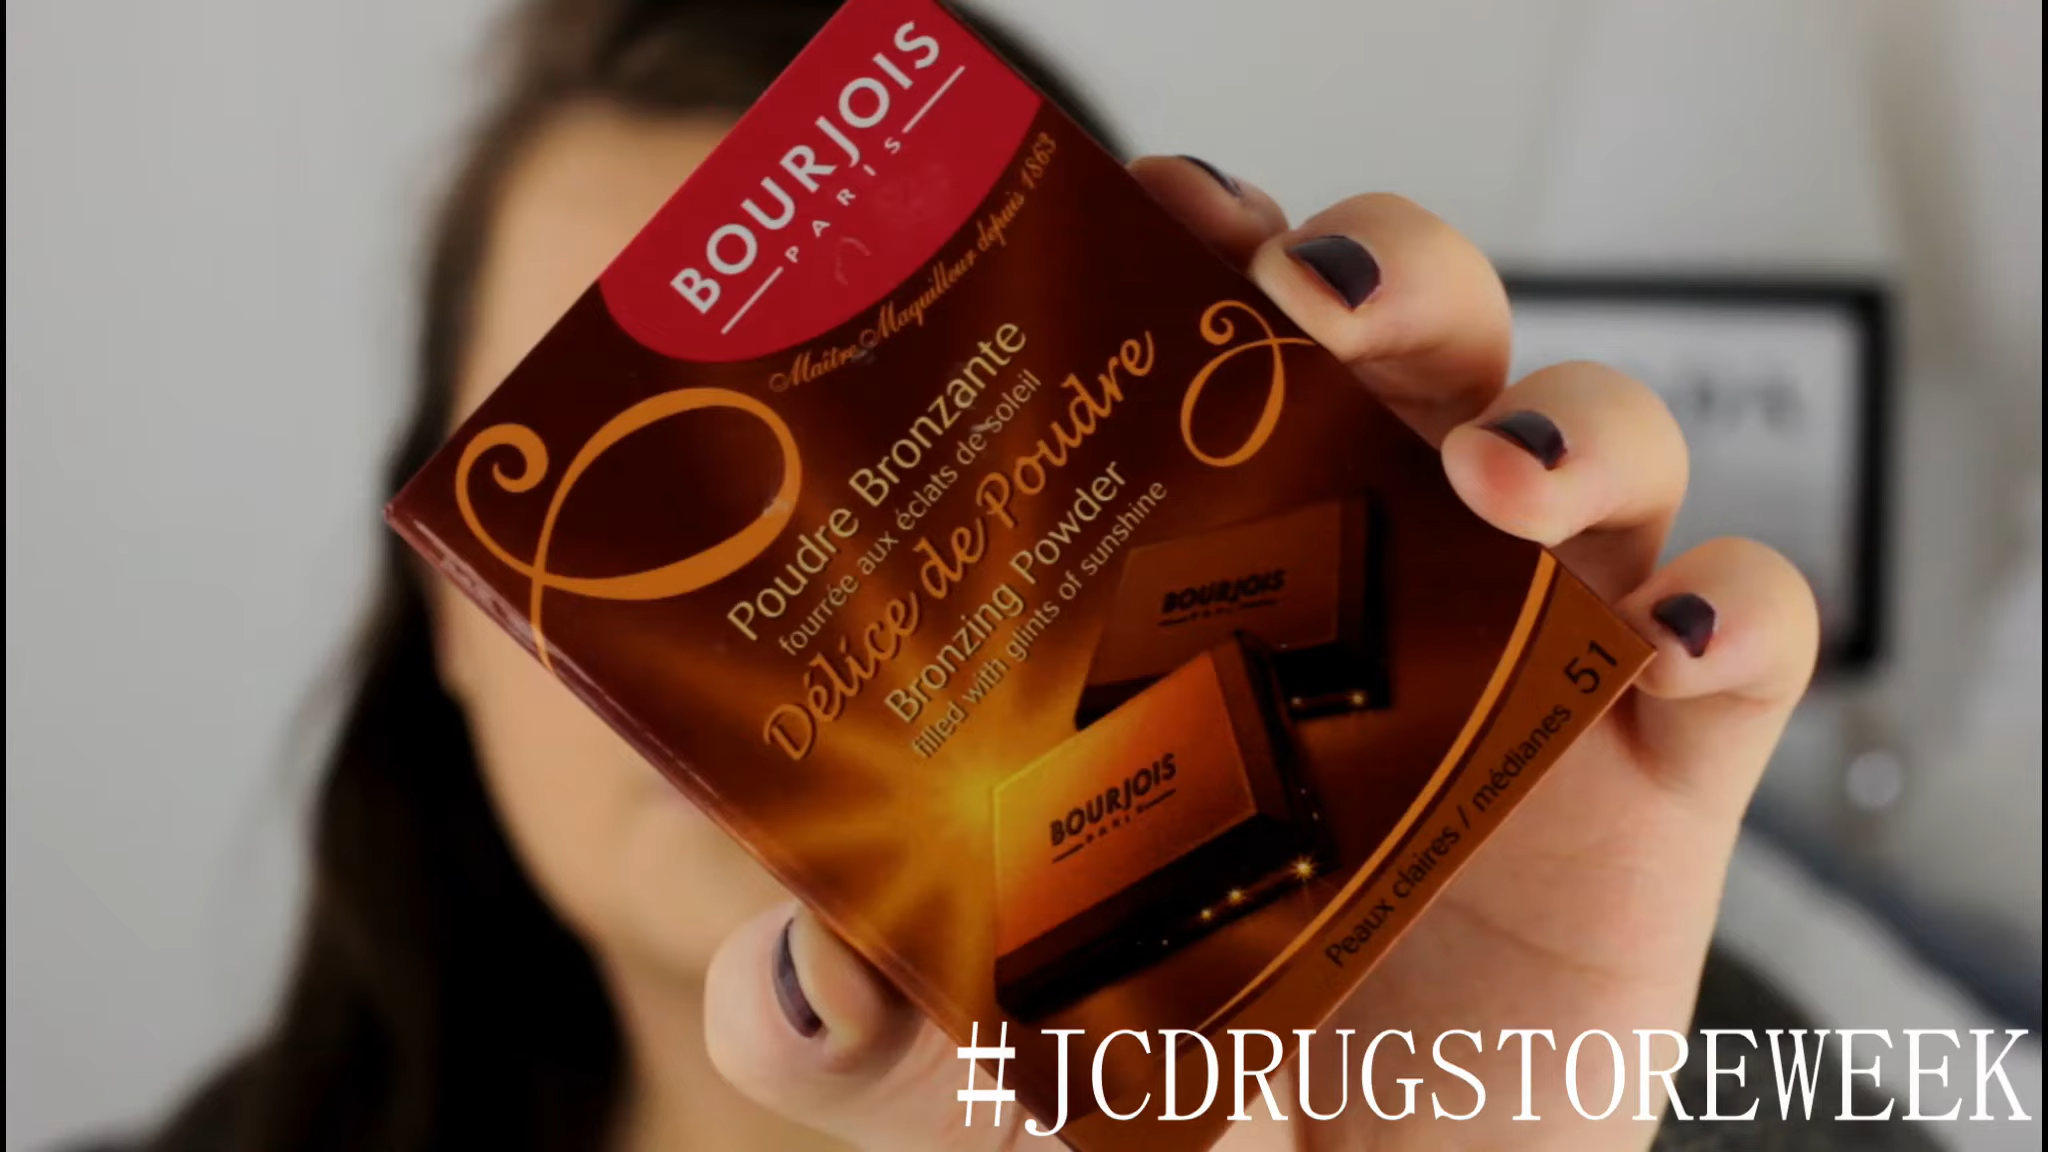 BOURJOIS
PARIS
Maître Maquilleur depuis 1863
Poudre Bronzante
fourrée aux éclats de soleil
Délice de Poudre
Bronzing Powder
filled with glints of sunshine
BOURJOIS
PARIS
BOURJOIS
PARIS
Peaux claires / médianes 51
#JCDRUGSTOREWEEK